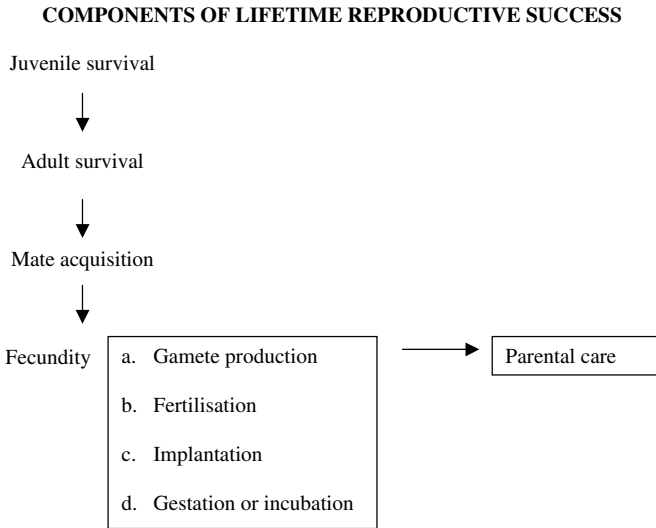 COMPONENTS OF LIFETIME REPRODUCTIVE SUCCESS
Juvenile survival
Adult survival
Mate acquisition
Fecundity
a. Gamete production
b. Fertilisation
c. Implantation
d. Gestation or incubation
Parental care